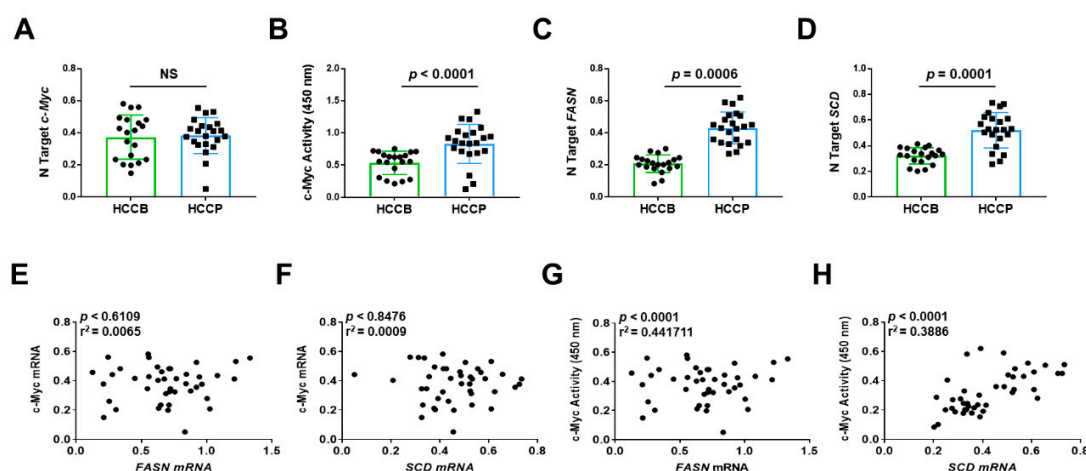 A
B
C
D
NS
p < 0.0001
p = 0.0006
p = 0.0001
N Target c-Myc
0.8
0.6
0.4
0.2
0.0
HCCB
HCCP
c-Myc Activity (450 nm)
2.0
1.5
1.0
0.5
0.0
HCCB
HCCP
N Target FASN
0.8
0.6
0.4
0.2
0.0
HCCB
HCCP
N Target SCD
0.8
0.6
0.4
0.2
0.0
HCCB
HCCP
E
F
G
H
p < 0.6109
r² = 0.0065
c-Myc mRNA
0.8
0.6
0.4
0.2
0.0
0.0
0.5
1.0
1.5
FASN mRNA
p < 0.8476
r² = 0.0009
c-Myc mRNA
0.8
0.6
0.4
0.2
0.0
0.0
0.2
0.4
0.6
0.8
SCD mRNA
p < 0.0001
r² = 0.441711
c-Myc Activity (450 nm)
0.8
0.6
0.4
0.2
0.0
0.0
0.5
1.0
1.5
FASN mRNA
p < 0.0001
r² = 0.3886
c-Myc Activity (450 nm)
0.8
0.6
0.4
0.2
0.0
0.0
0.2
0.4
0.6
0.8
SCD mRNA